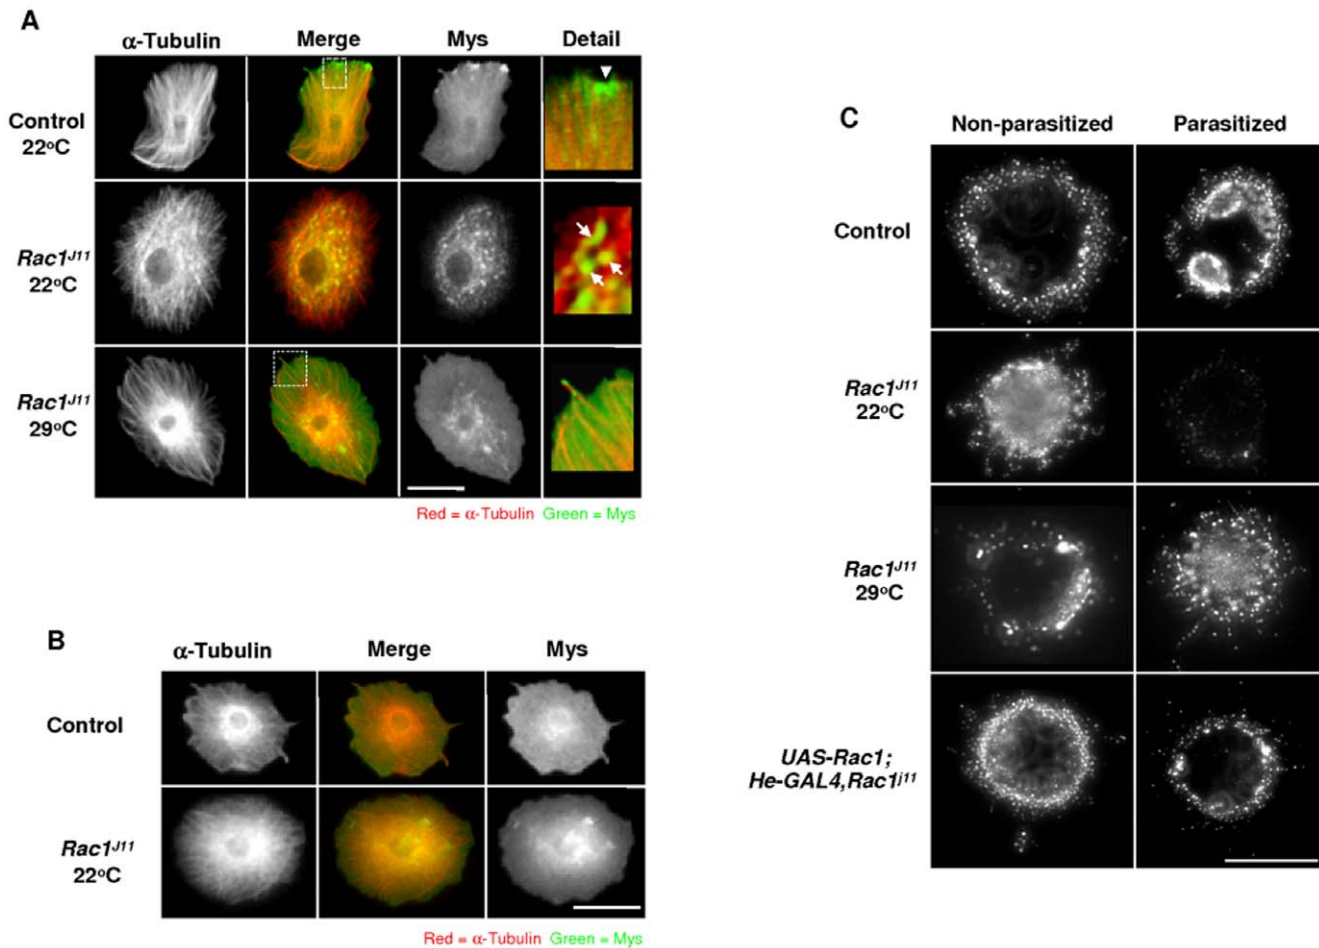 A
α-Tubulin Merge Mys Detail
Control
22°C
Rac1ᴶ¹¹
22°C
Rac1ᴶ¹¹
29°C
Red = α-Tubulin Green = Mys
B
α-Tubulin Merge Mys
Control
Rac1ᴶ¹¹
22°C
Red = α-Tubulin Green = Mys
C
Non-parasitized Parasitized
Control
Rac1ᴶ¹¹
22°C
Rac1ᴶ¹¹
29°C
UAS-Rac1;
He-GAL4,Rac1ʲ¹¹